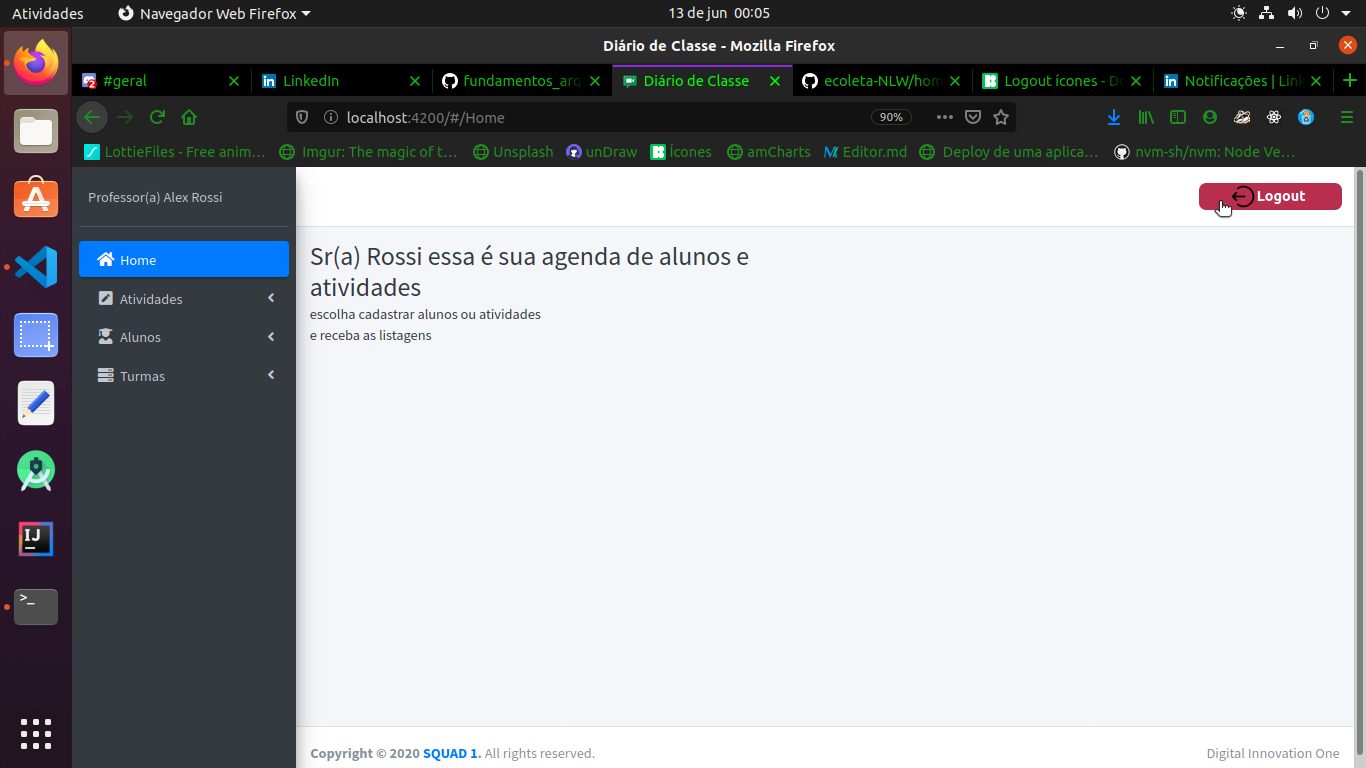 Atividades
Navegador Web Firefox
13 de jun 00:05
Diário de Classe - Mozilla Firefox
#geral
LinkedIn
fundamentos_arq
Diário de Classe
ecoleta-NLW/hom
Logout ícones - D
Notificações | Lin
localhost:4200/#/Home
90%
LottieFiles - Free anim…
Imgur: The magic of t…
Unsplash
unDraw
Ícones
amCharts
Editor.md
Deploy de uma aplica…
nvm-sh/nvm: Node Ve…
Professor(a) Alex Rossi
Logout
Home
Atividades
Alunos
Turmas
Sr(a) Rossi essa é sua agenda de alunos e
atividades
escolha cadastrar alunos ou atividades
e receba as listagens
Copyright © 2020 SQUAD 1. All rights reserved.
Digital Innovation One